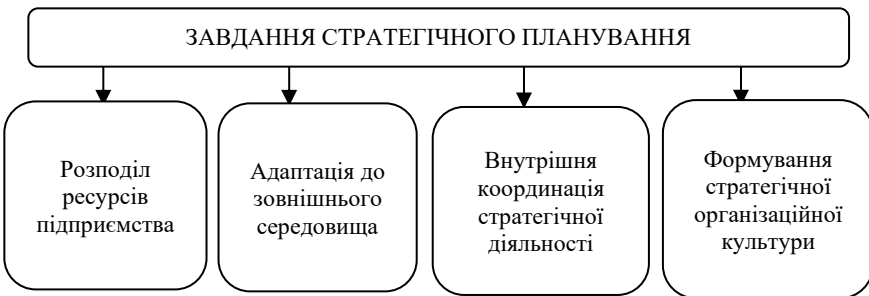 ЗАВДАННЯ СТРАТЕГІЧНОГО ПЛАНУВАННЯ
Розподіл
ресурсів
підприємства
Адаптація до
зовнішнього
середовища
Внутрішня
координація
стратегічної
діяльності
Формування
стратегічної
організаційної
культури